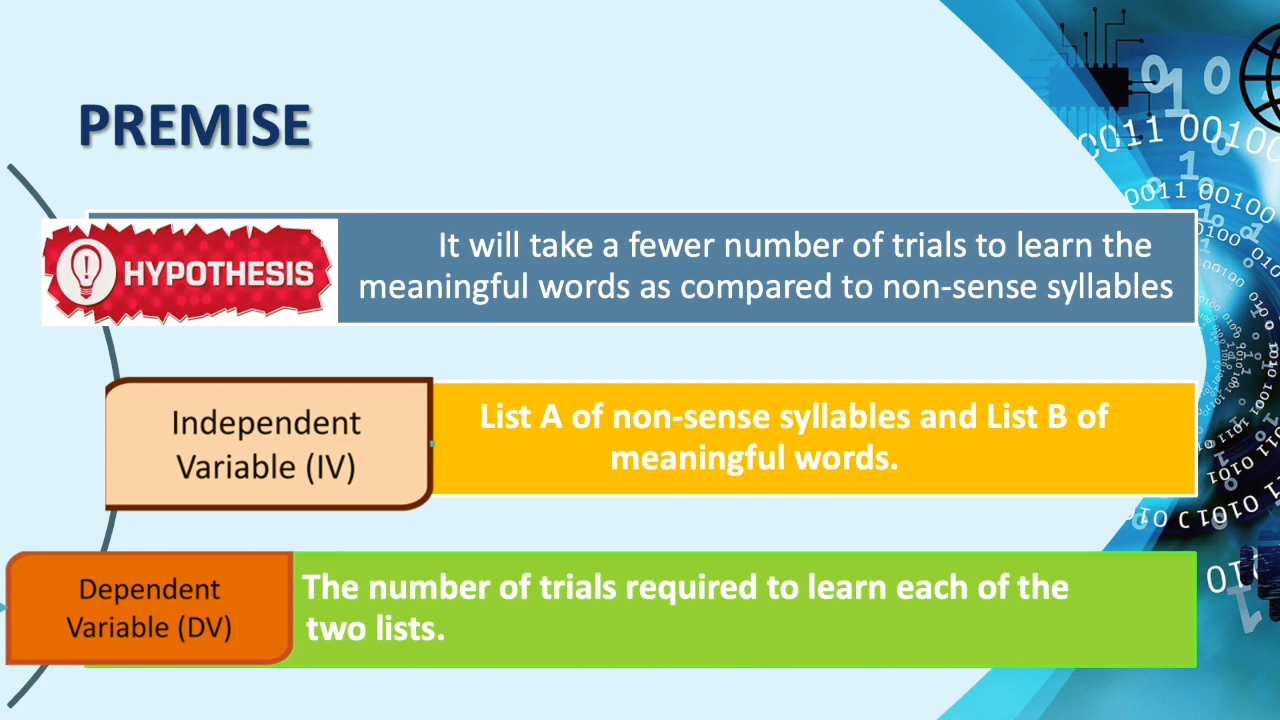 PREMISE
HYPOTHESIS
It will take a fewer number of trials to learn the
meaningful words as compared to non-sense syllables
Independent
Variable (IV)
List A of non-sense syllables and List B of
meaningful words.
Dependent
Variable (DV)
The number of trials required to learn each of the
two lists.